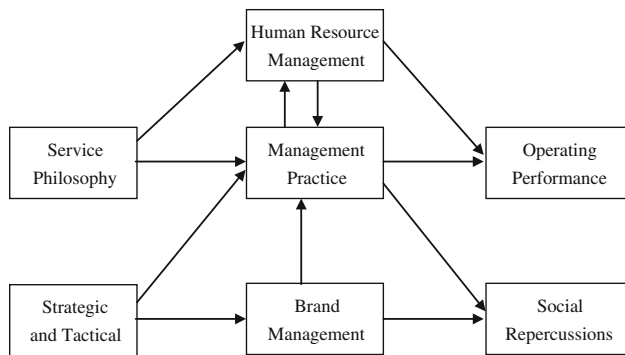 Human Resource
Management
Service
Philosophy
Management
Practice
Operating
Performance
Strategic
and Tactical
Brand
Management
Social
Repercussions